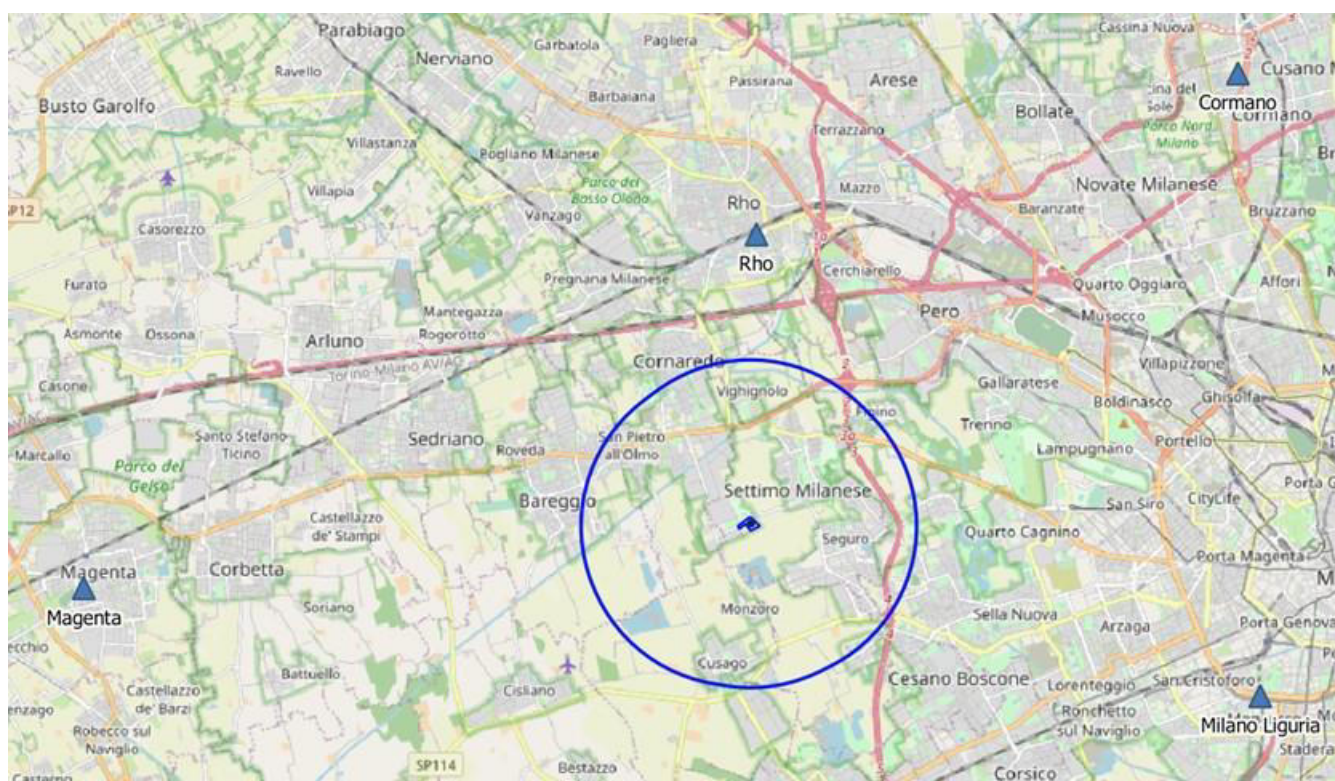 Parabiago
Nerviano
Garbatola
Pagliera
Cassina Nuova
Ravello
Passirana
Arese
Cusano
Busto Garolfo
Barbaiana
Bollate
Cormano
Cormano
Terrazzano
Parco Nord
Milano
Villastanza
Pogliano Milanese
Parco del
Basso Olona
Mazzo
Novate Milanese
Villapia
Rho
Baranzate
SP12
Casorezzo
Vanzago
Bruzzano
Rho
Cerchiarello
Furato
Pregnana Milanese
Quarto Oggiaro
Affori
Mantegazza
Pero
Musocco
Asmonte
Ossona
Arluno
Rogorotto
Cornaredo
Villapizzone
Torino-Milano AV/AC
Casone
Vighignolo
Gallaratese
Boldinasco
Ghisolfa
Santo Stefano
Ticino
Sedriano
San Pietro
all'Olmo
Trenno
Marcallo
Roveda
Lampugnano
Portello
Parco dei
Gelsi
Bareggio
Settimo Milanese
San Siro
CityLife
Castellazzo
de' Stampi
Seguro
Quarto Cagnino
Porta Magenta
Magenta
Corbetta
Magenta
Soriano
Monzoro
Sella Nuova
Arzaga
Porta Genova
Battuello
Cusago
Cisliano
Cesano Boscone
Lorenteggio
San Cristoforo
Castellazzo
de' Barzi
Ronchetto
sul Naviglio
Milano Liguria
Robecco sul
Naviglio
SP114
Bestazzo
Corsico